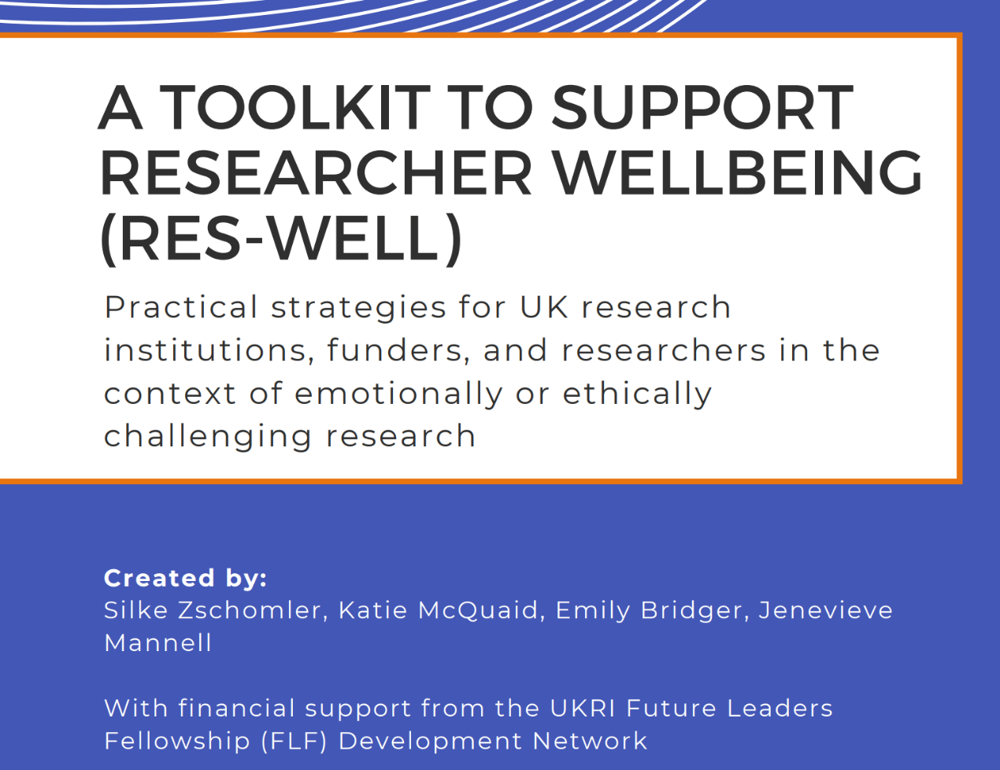 A TOOLKIT TO SUPPORT
RESEARCHER WELLBEING
(RES-WELL)
Practical strategies for UK research
institutions, funders, and researchers in the
context of emotionally or ethically
challenging research
Created by:
Silke Zschomler, Katie McQuaid, Emily Bridger, Jenevieve
Mannell
With financial support from the UKRI Future Leaders
Fellowship (FLF) Development Network